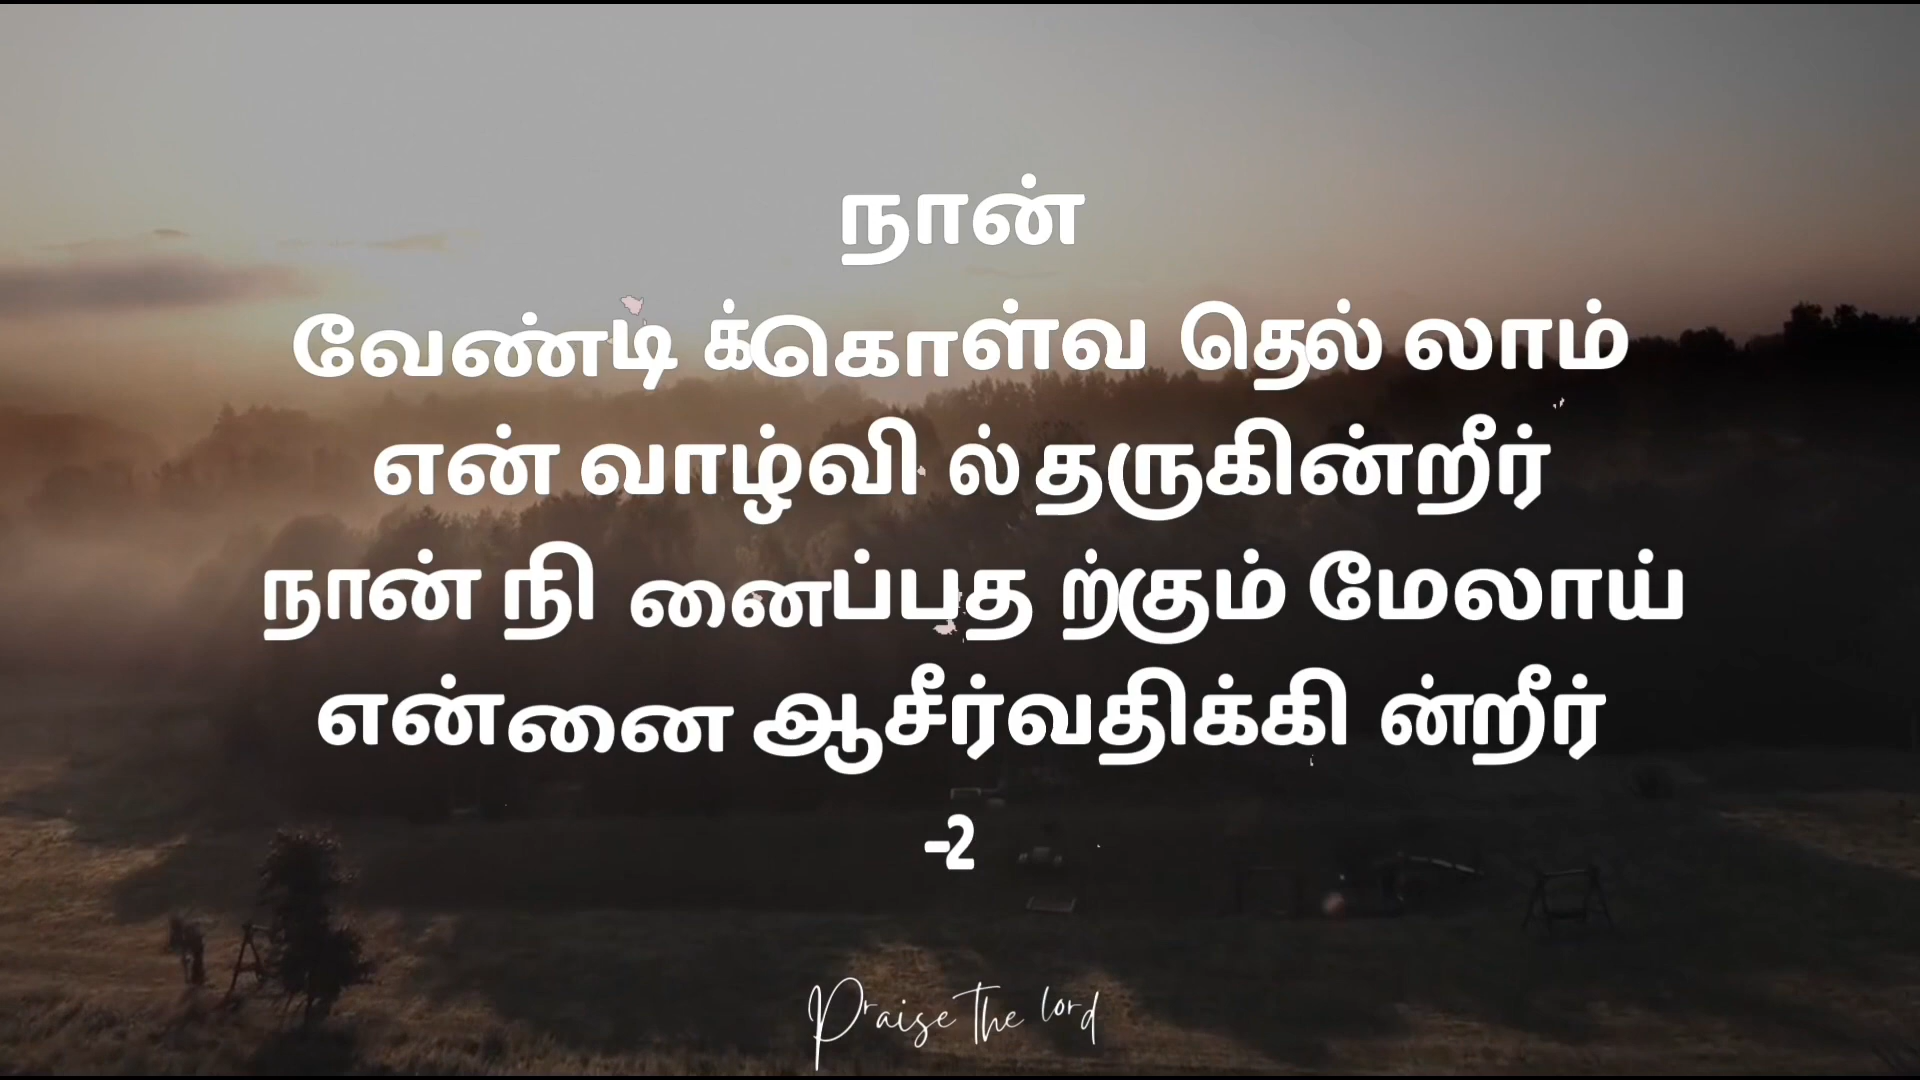 நான்
வேண்டிக்கொள்வதெல்லாம்
என் வாழ்வில் தருகின்றீர்
நான் நினைப்பதற்கும் மேலாய்
என்னை ஆசீர்வதிக்கின்றீர்
-2
Praise The lord